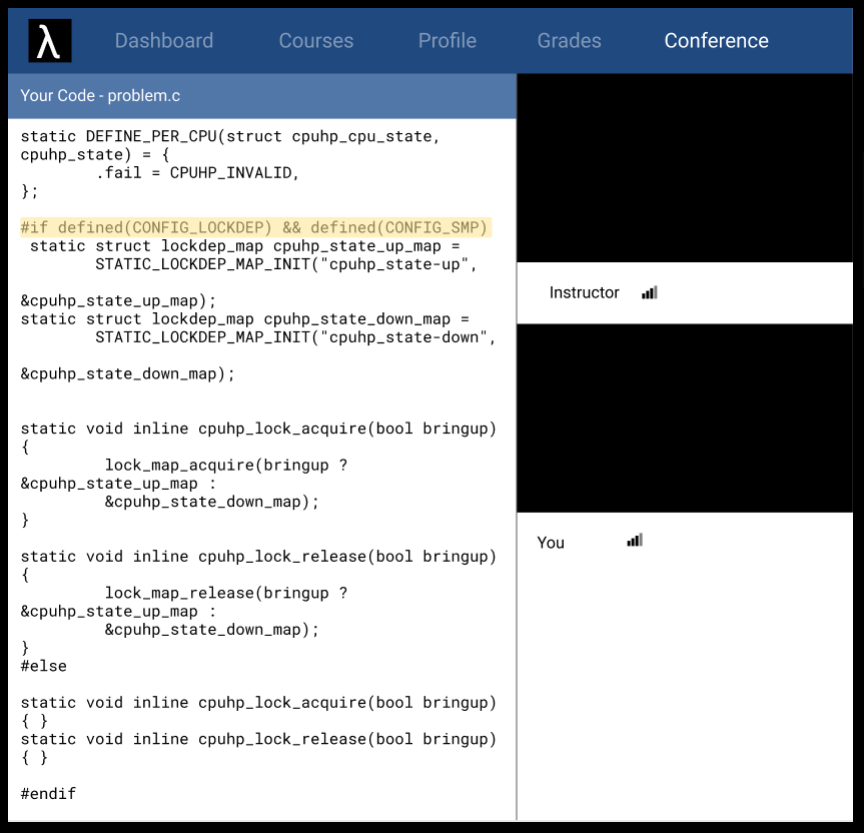 λ Dashboard Courses Profile Grades Conference
Your Code - problem.c
static DEFINE_PER_CPU(struct cpuhp_cpu_state,
cpuhp_state) = {
        .fail = CPUHP_INVALID,
};
#if defined(CONFIG_LOCKDEP) && defined(CONFIG_SMP)
 static struct lockdep_map cpuhp_state_up_map =
        STATIC_LOCKDEP_MAP_INIT("cpuhp_state-up",
&cpuhp_state_up_map);
static struct lockdep_map cpuhp_state_down_map =
        STATIC_LOCKDEP_MAP_INIT("cpuhp_state-down",
&cpuhp_state_down_map);
static void inline cpuhp_lock_acquire(bool bringup)
{
         lock_map_acquire(bringup ?
&cpuhp_state_up_map :
         &cpuhp_state_down_map);
}
static void inline cpuhp_lock_release(bool bringup)
{
         lock_map_release(bringup ?
&cpuhp_state_up_map :
         &cpuhp_state_down_map);
}
#else
static void inline cpuhp_lock_acquire(bool bringup)
{ }
static void inline cpuhp_lock_release(bool bringup)
{ }
#endif
Instructor
You